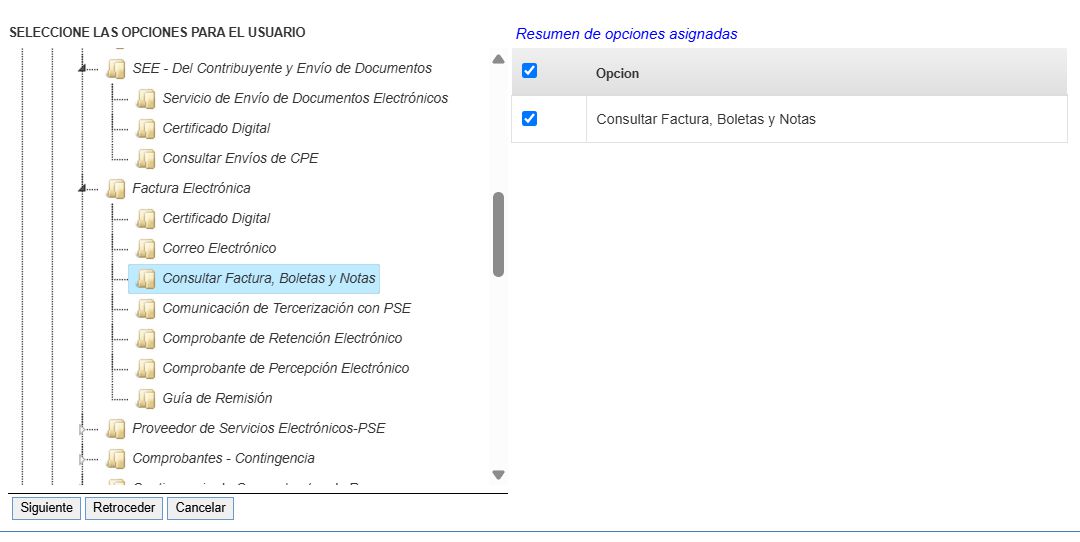 SELECCIONE LAS OPCIONES PARA EL USUARIO
SEE - Del Contribuyente y Envío de Documentos
Servicio de Envío de Documentos Electrónicos
Certificado Digital
Consultar Envíos de CPE
Factura Electrónica
Certificado Digital
Correo Electrónico
Consultar Factura, Boletas y Notas
Comunicación de Tercerización con PSE
Comprobante de Retención Electrónico
Comprobante de Percepción Electrónico
Guía de Remisión
Proveedor de Servicios Electrónicos-PSE
Comprobantes - Contingencia
Siguiente
Retroceder
Cancelar
Resumen de opciones asignadas
Opcion
Consultar Factura, Boletas y Notas